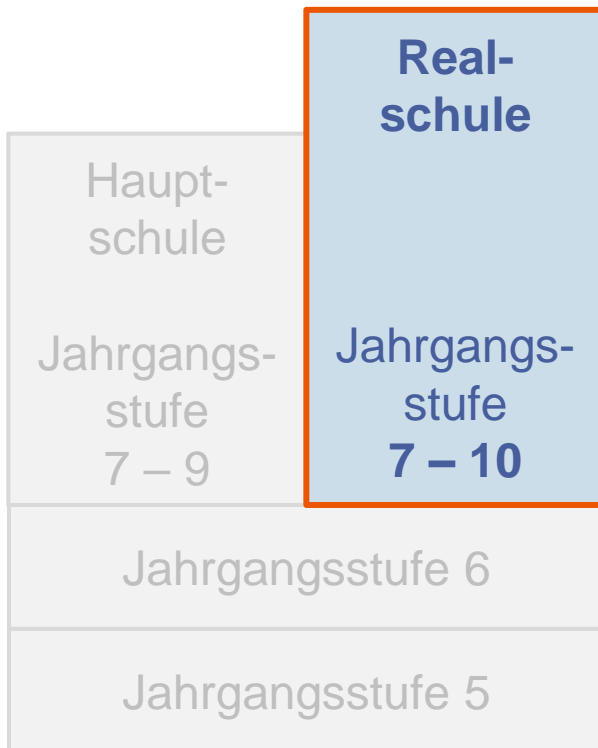 Real-
schule
Haupt-
schule
Jahrgangs-
stufe
7 – 9
Jahrgangs-
stufe
7 – 10
Jahrgangsstufe 6
Jahrgangsstufe 5